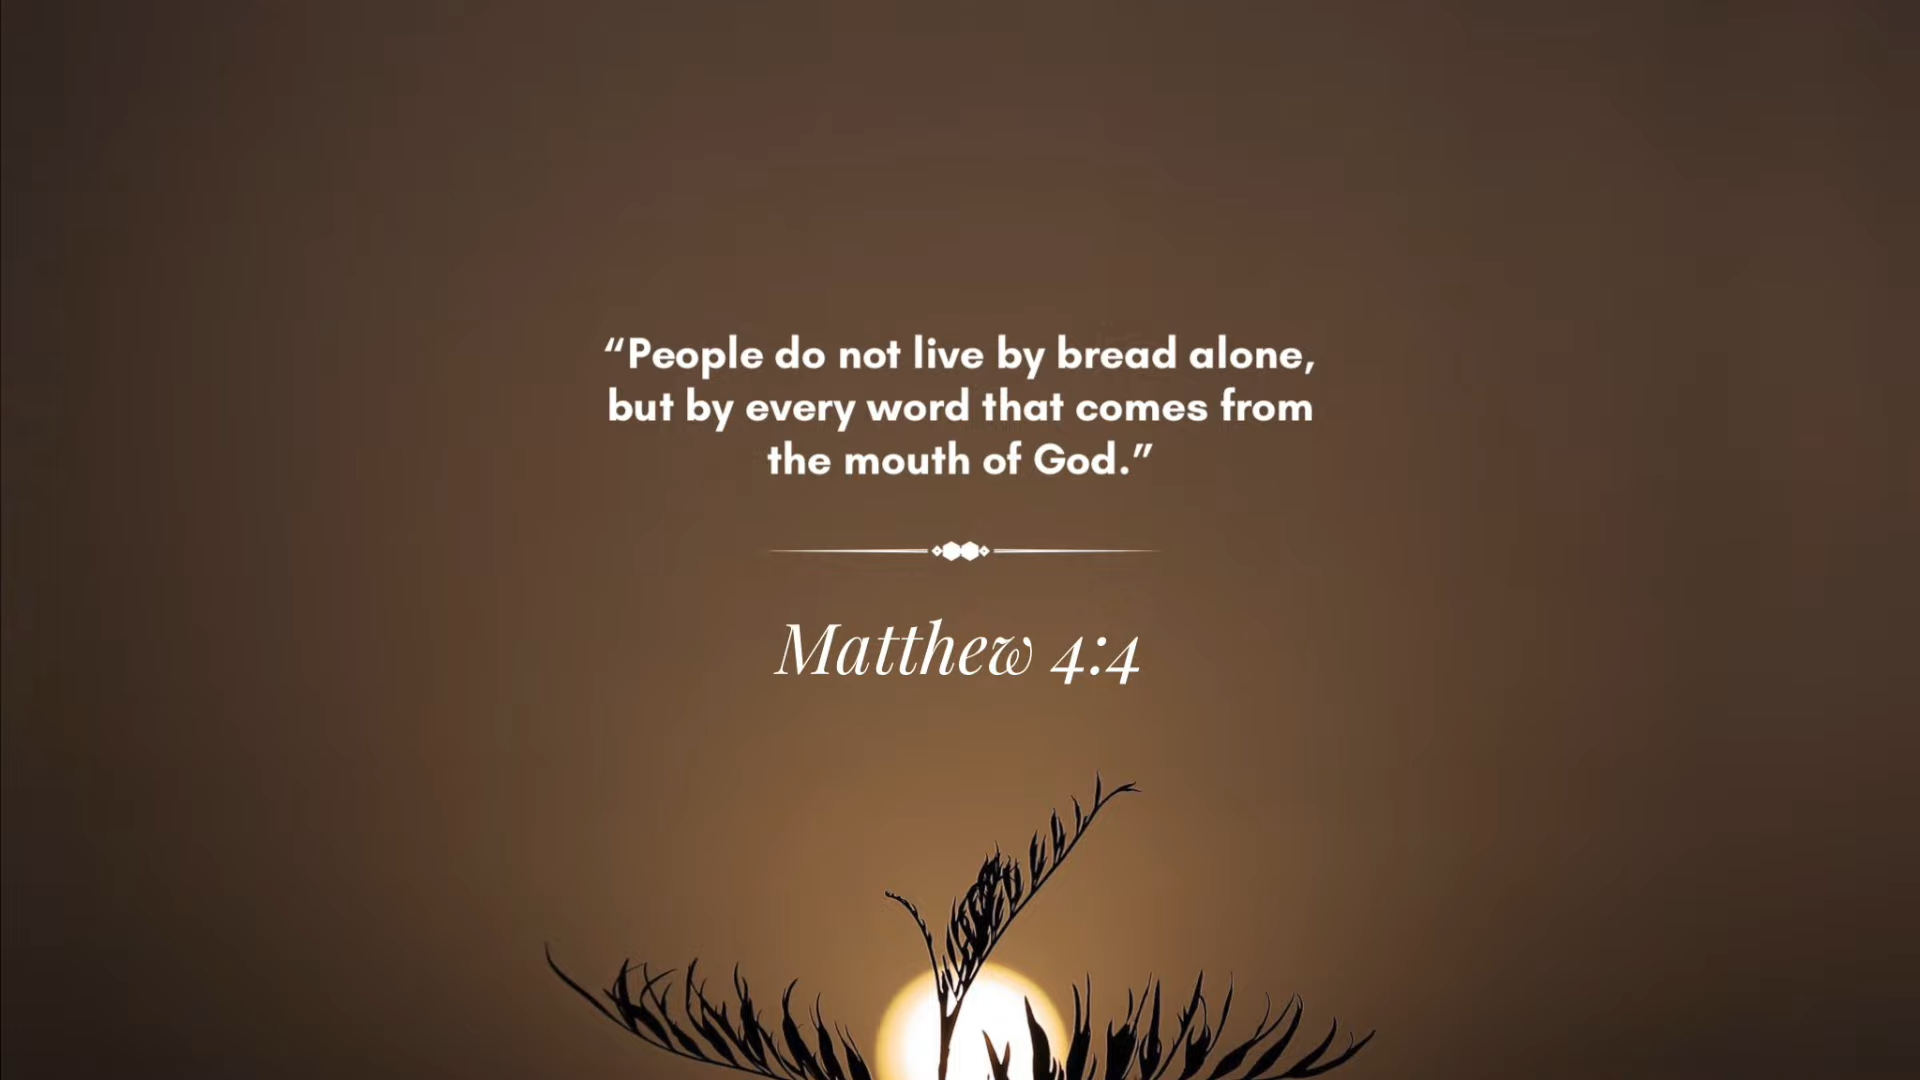 “People do not live by bread alone,
but by every word that comes from
the mouth of God.”
Matthew 4:4